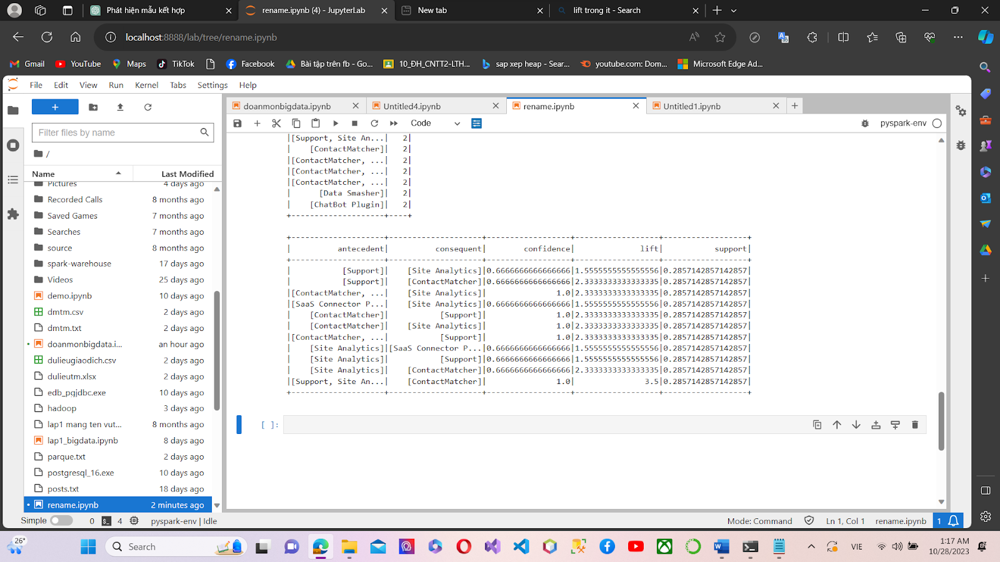 Phát hiện mẫu kết hợp
rename.ipynb (4) - JupyterLab
New tab
lift trong it - Search
localhost:8888/lab/tree/rename.ipynb
Gmail YouTube Maps TikTok Facebook Bài tập trên fb - Go... 10_ĐH_CNTT2-LTH... sap xep heap - Sear... youtube.com: Dom... Microsoft Edge Ad...
File Edit View Run Kernel Tabs Settings Help
doanmonbigdata.ipynb Untitled4.ipynb rename.ipynb Untitled1.ipynb
Code
pyspark-env
Filter files by name
/
Name Last Modified
Pictures 4 days ago
Recorded Calls 8 months ago
Saved Games 7 months ago
Searches 7 months ago
source 8 months ago
spark-warehouse 17 days ago
Videos 25 days ago
demo.ipynb 10 days ago
dmtm.csv 2 days ago
dmtm.txt 2 days ago
doanmonbigdata.i... an hour ago
dulieugiaodich.csv 2 days ago
dulieutm.xlsx 2 days ago
edb_pgjdbc.exe 10 days ago
hadoop 3 days ago
lap1 mang ten vut... 8 months ago
lap1_bigdata.ipynb 8 days ago
parque.txt 2 days ago
postgresql_16.exe 10 days ago
posts.txt 18 days ago
rename.ipynb 2 minutes ago
|[Support, Site An...|   2|
|    [ContactMatcher]|   2|
|[ContactMatcher, ...|   2|
|[ContactMatcher, ...|   2|
|[ContactMatcher, ...|   2|
|      [Data Smasher]|   2|
|    [ChatBot Plugin]|   2|
+--------------------+----+
+--------------------+--------------------+------------------+------------------+------------------+
|          antecedent|          consequent|        confidence|              lift|           support|
+--------------------+--------------------+------------------+------------------+------------------+
|           [Support]|    [Site Analytics]|0.6666666666666666|1.5555555555555556|0.2857142857142857|
|           [Support]|    [ContactMatcher]|0.6666666666666666|2.3333333333333335|0.2857142857142857|
|[ContactMatcher, ...|    [Site Analytics]|               1.0|2.3333333333333335|0.2857142857142857|
|[SaaS Connector P...|    [Site Analytics]|0.6666666666666666|1.5555555555555556|0.2857142857142857|
|    [ContactMatcher]|           [Support]|               1.0|2.3333333333333335|0.2857142857142857|
|    [ContactMatcher]|    [Site Analytics]|               1.0|2.3333333333333335|0.2857142857142857|
|[ContactMatcher, ...|           [Support]|               1.0|2.3333333333333335|0.2857142857142857|
|    [Site Analytics]|[SaaS Connector P...|0.6666666666666666|1.5555555555555556|0.2857142857142857|
|    [Site Analytics]|           [Support]|0.6666666666666666|1.5555555555555556|0.2857142857142857|
|    [Site Analytics]|    [ContactMatcher]|0.6666666666666666|2.3333333333333335|0.2857142857142857|
|[Support, Site An...|    [ContactMatcher]|               1.0|               3.5|0.2857142857142857|
+--------------------+--------------------+------------------+------------------+------------------+
[ ]:
Simple 0 4 pyspark-env | Idle Mode: Command Ln 1, Col 1 rename.ipynb 1
26°
Search
VIE
1:17 AM
10/28/2023